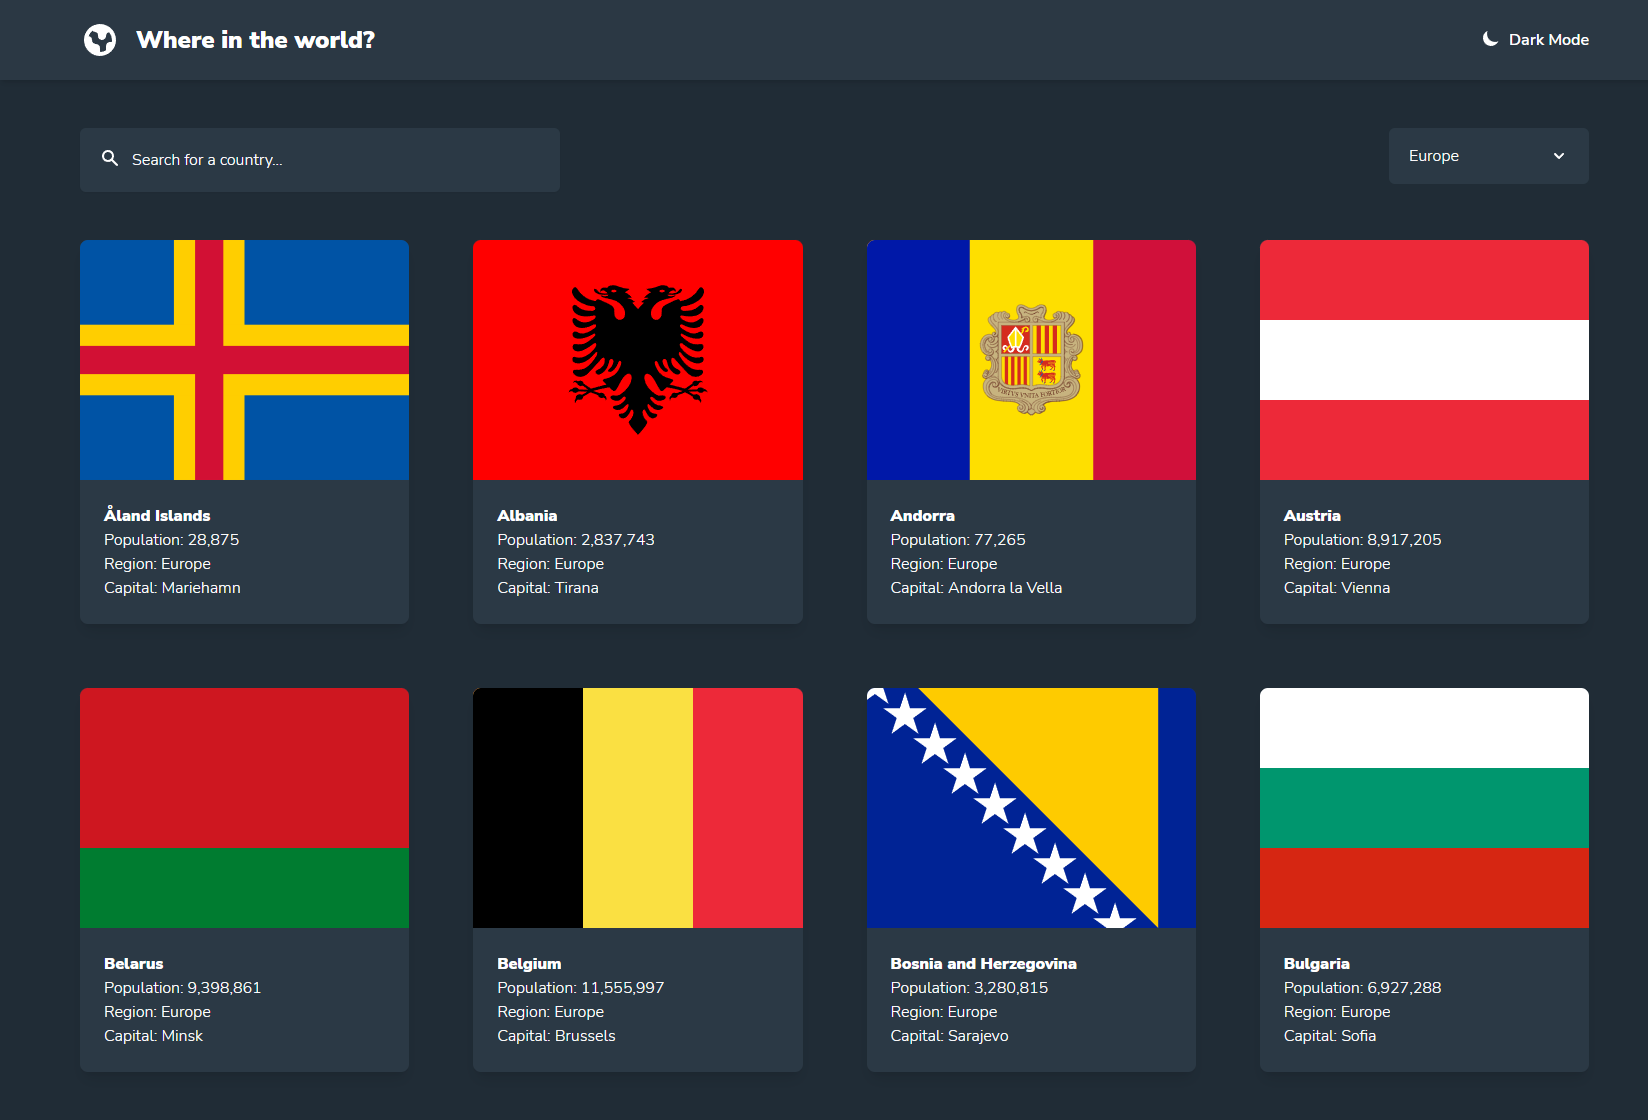 Where in the world?
Dark Mode
Search for a country...
Europe
VIRTVS VNITA FORTIOR
Åland Islands
Population: 28,875
Region: Europe
Capital: Mariehamn
Albania
Population: 2,837,743
Region: Europe
Capital: Tirana
Andorra
Population: 77,265
Region: Europe
Capital: Andorra la Vella
Austria
Population: 8,917,205
Region: Europe
Capital: Vienna
Belarus
Population: 9,398,861
Region: Europe
Capital: Minsk
Belgium
Population: 11,555,997
Region: Europe
Capital: Brussels
Bosnia and Herzegovina
Population: 3,280,815
Region: Europe
Capital: Sarajevo
Bulgaria
Population: 6,927,288
Region: Europe
Capital: Sofia